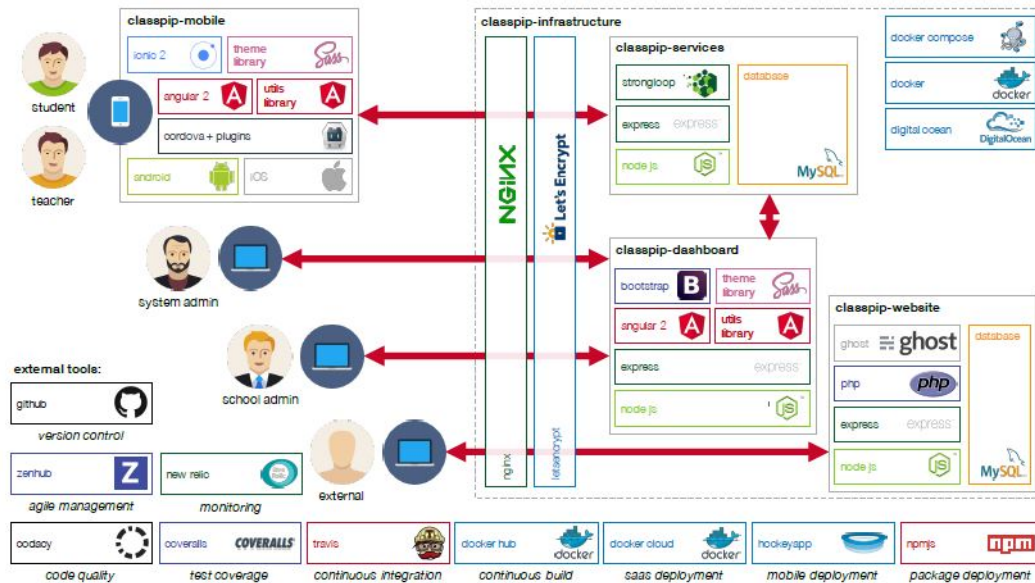 classpip-mobile
ionic 2
theme
library
Sass
angular 2
A
utils
library
A
cordova + plugins
android
iOS
student
teacher
system admin
school admin
external
classpip-infrastructure
NGINX
nginx
Let's Encrypt
letsencrypt
classpip-services
strongloop
express
express
node js
JS
database
MySQL
docker compose
docker
docker
digital ocean
DigitalOcean
classpip-dashboard
bootstrap
B
theme
library
Sass
angular 2
A
utils
library
A
express
express
node js
JS
classpip-website
ghost
ghost
php
php
express
express
node js
JS
database
MySQL
external tools:
github
version control
zenhub
Z
agile management
new relic
monitoring
codacy
code quality
coveralls
COVERALLS
test coverage
travis
continuous integration
docker hub
docker
continuous build
docker cloud
docker
saas deployment
hockeyapp
mobile deployment
npmjs
npm
package deployment